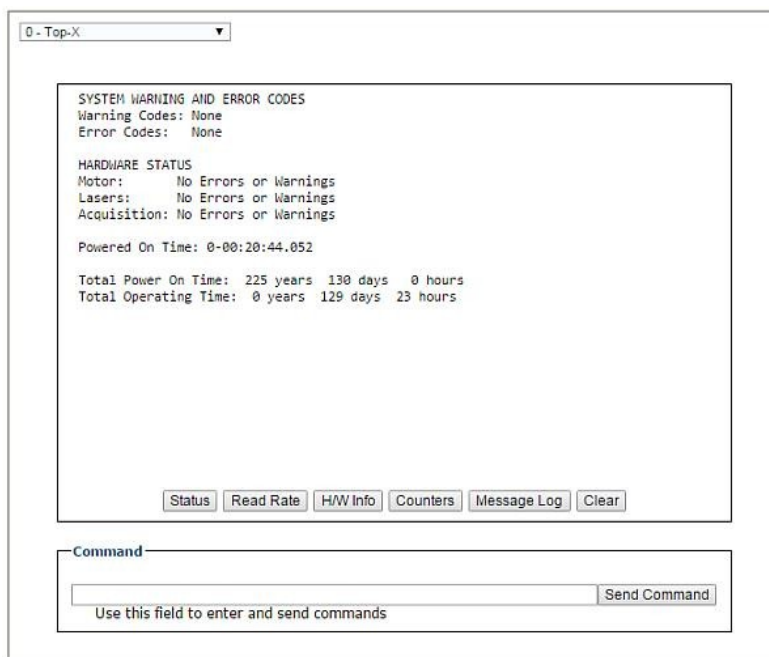 0 - Top-X
SYSTEM WARNING AND ERROR CODES
Warning Codes: None
Error Codes:   None
HARDWARE STATUS
Motor:       No Errors or Warnings
Lasers:      No Errors or Warnings
Acquisition: No Errors or Warnings
Powered On Time: 0-00:20:44.052
Total Power On Time:  225 years  130 days   0 hours
Total Operating Time:  0 years  129 days  23 hours
Status Read Rate H/W Info Counters Message Log Clear
Command
Send Command
Use this field to enter and send commands